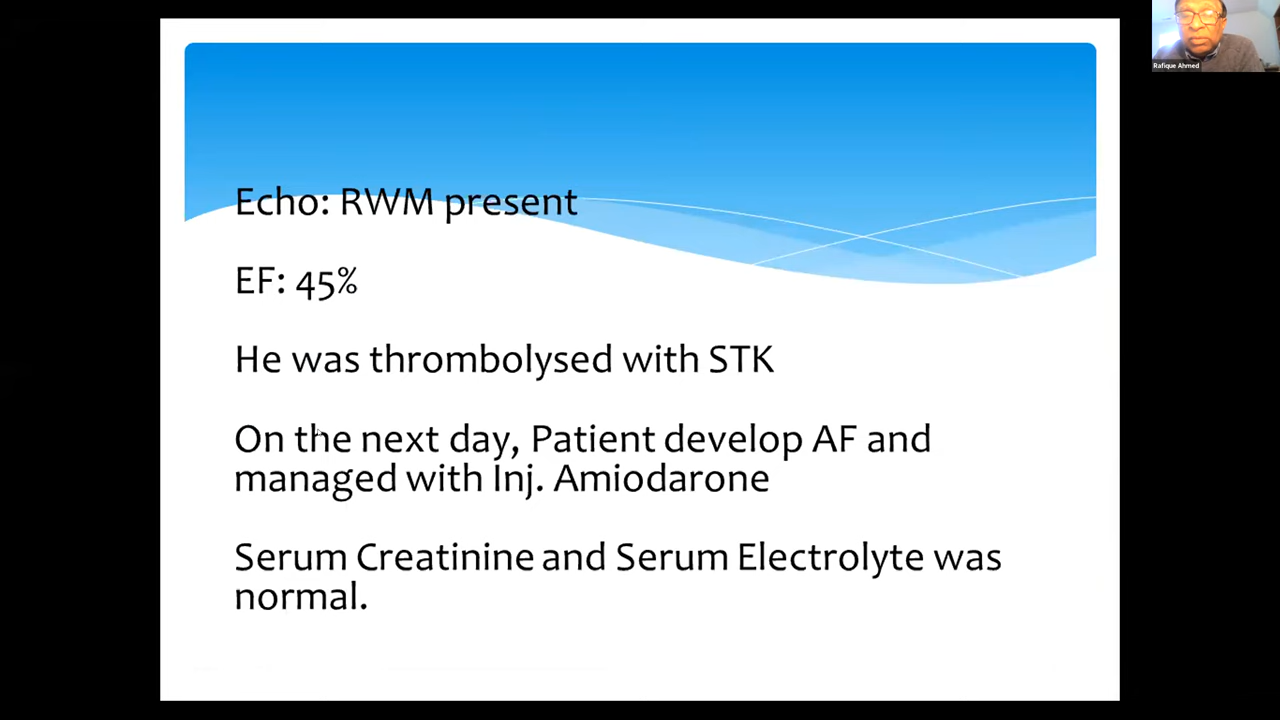 Rafique Ahmed
Echo: RWM present
EF: 45%
He was thrombolysed with STK
On the next day, Patient develop AF and
managed with Inj. Amiodarone
Serum Creatinine and Serum Electrolyte was
normal.